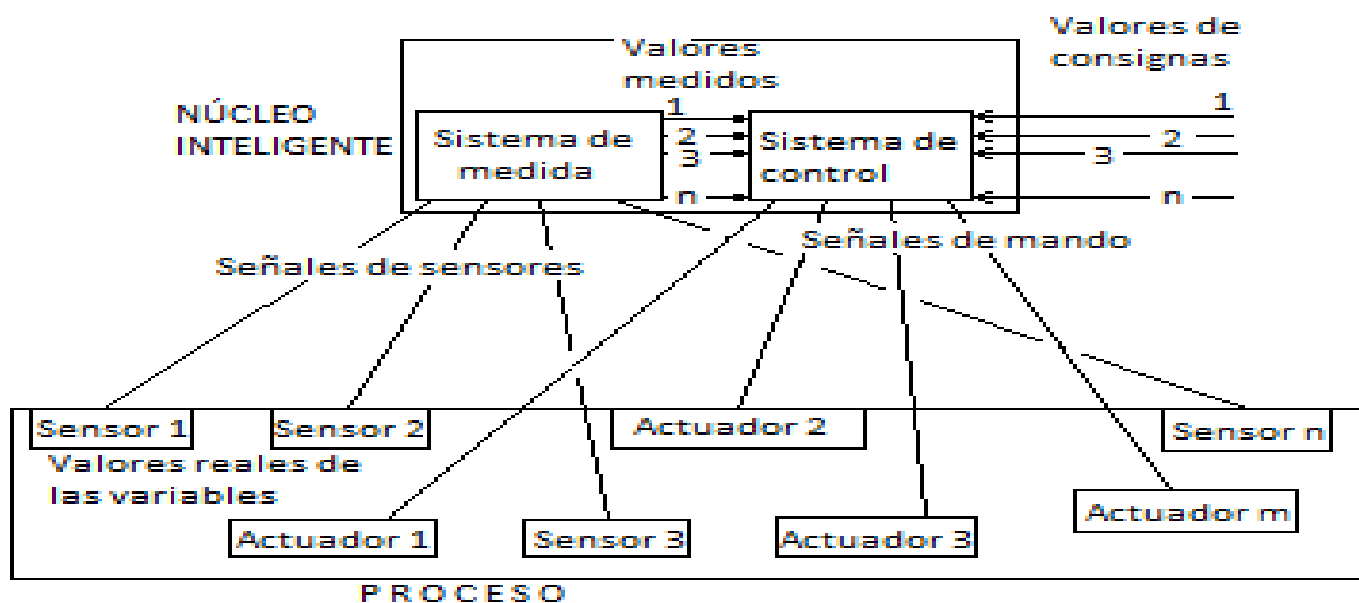 Valores de
consignas
Valores
medidos
NÚCLEO
INTELIGENTE
Sistema de
medida
1
2
3
n
Sistema de
control
1
2
3
n
Señales de sensores
Señales de mando
Sensor 1
Sensor 2
Actuador 2
Sensor n
Valores reales de
las variables
Actuador 1
Sensor 3
Actuador 3
Actuador m
PROCESO